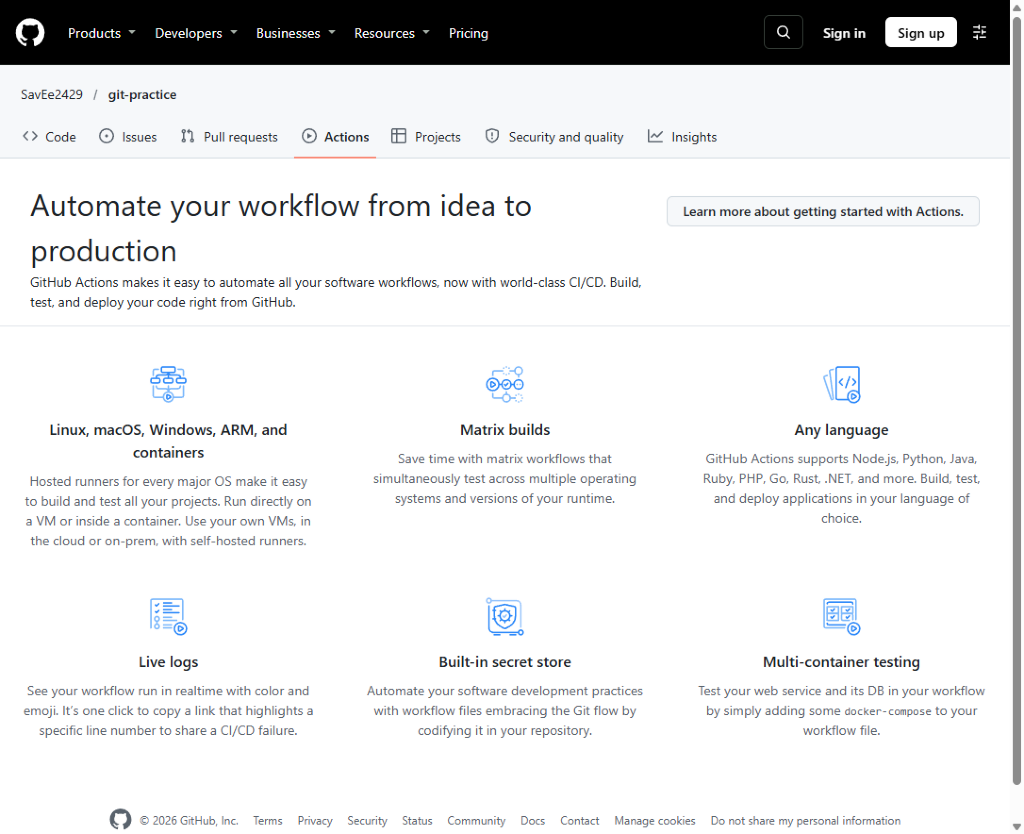 Products Developers Businesses Resources Pricing Sign in Sign up
SavEe2429 / git-practice
Code Issues Pull requests Actions Projects Security and quality Insights
Automate your workflow from idea to
production
Learn more about getting started with Actions.
GitHub Actions makes it easy to automate all your software workflows, now with world-class CI/CD. Build,
test, and deploy your code right from GitHub.
Linux, macOS, Windows, ARM, and
containers
Hosted runners for every major OS make it easy
to build and test all your projects. Run directly on
a VM or inside a container. Use your own VMs, in
the cloud or on-prem, with self-hosted runners.
Matrix builds
Save time with matrix workflows that
simultaneously test across multiple operating
systems and versions of your runtime.
Any language
GitHub Actions supports Node.js, Python, Java,
Ruby, PHP, Go, Rust, .NET, and more. Build, test,
and deploy applications in your language of
choice.
Live logs
See your workflow run in realtime with color and
emoji. It’s one click to copy a link that highlights a
specific line number to share a CI/CD failure.
Built-in secret store
Automate your software development practices
with workflow files embracing the Git flow by
codifying it in your repository.
Multi-container testing
Test your web service and its DB in your workflow
by simply adding some docker-compose to your
workflow file.
© 2026 GitHub, Inc. Terms Privacy Security Status Community Docs Contact Manage cookies Do not share my personal information